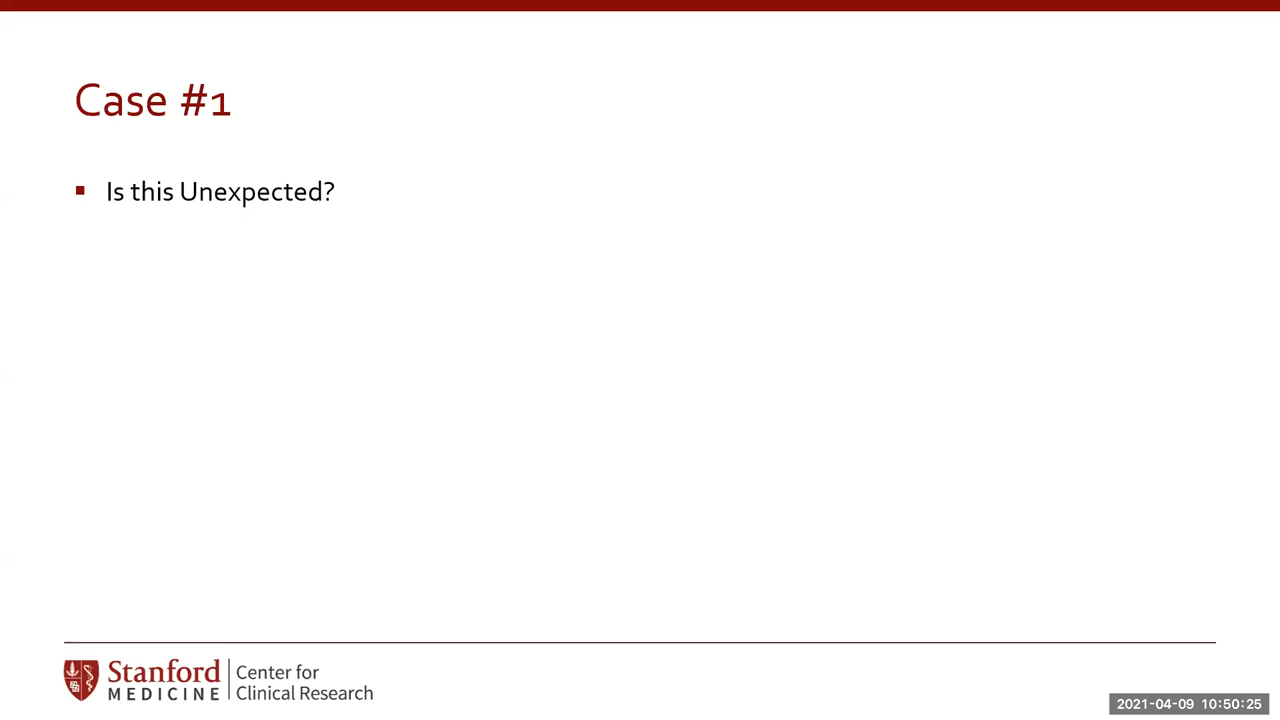 Case #1
Is this Unexpected?
Stanford
MEDICINE
Center for
Clinical Research
2021-04-09 10:50:25